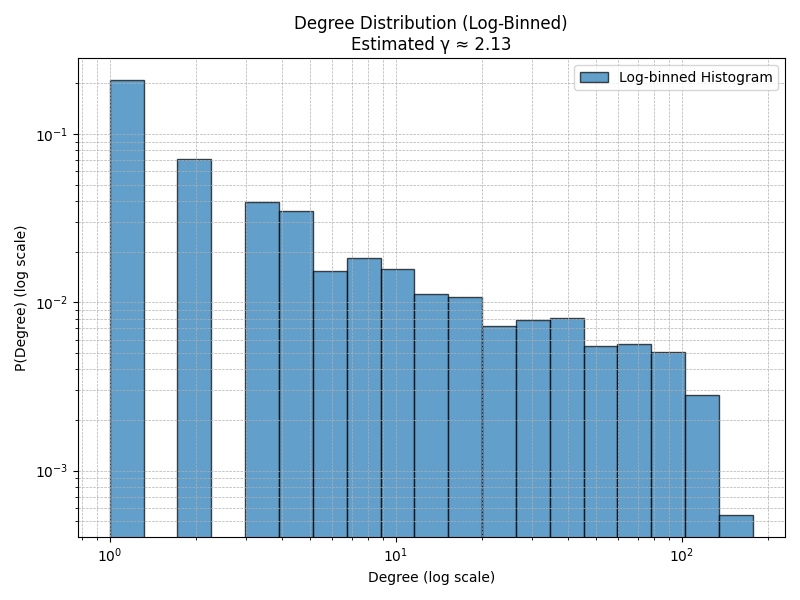 Degree Distribution (Log-Binned)
Estimated γ ≈ 2.13
Log-binned Histogram
P(Degree) (log scale)
10⁻¹
10⁻²
10⁻³
10⁰ 10¹ 10²
Degree (log scale)